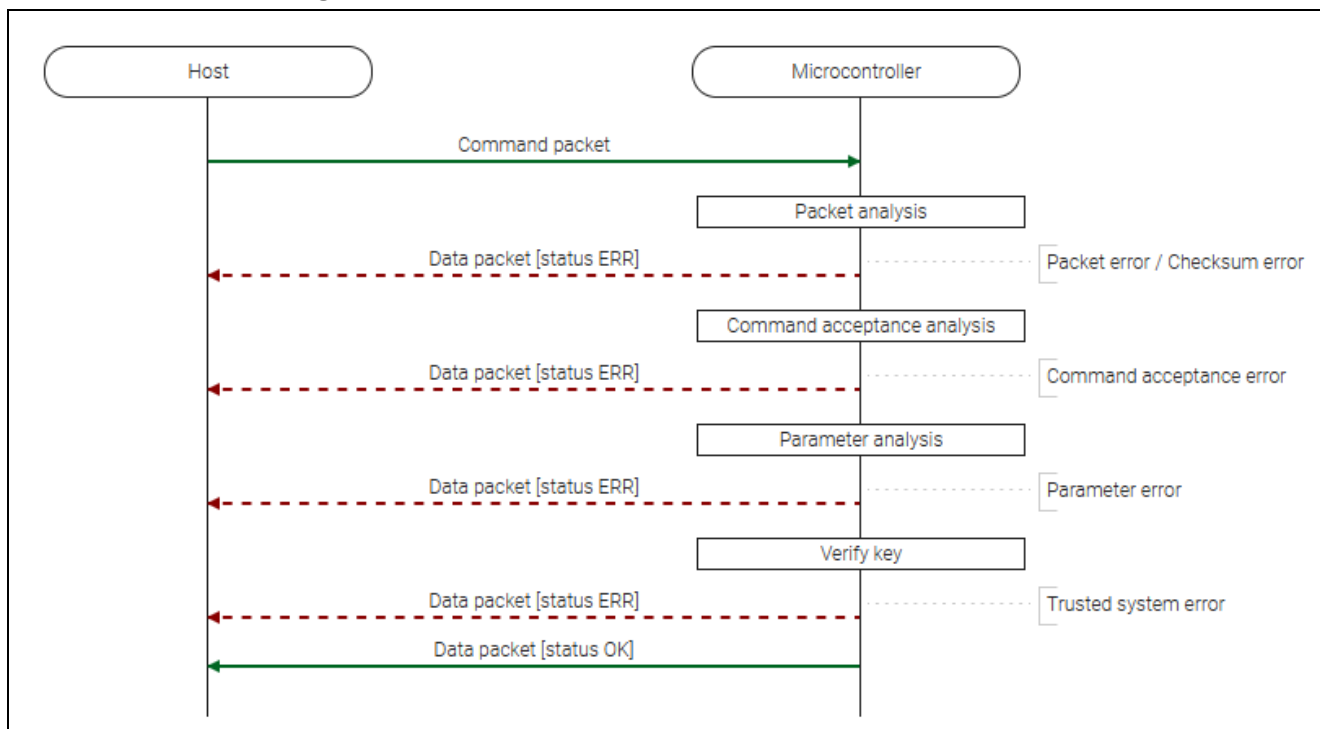 Host
Microcontroller
Command packet
Packet analysis
Data packet [status ERR]
Packet error / Checksum error
Command acceptance analysis
Data packet [status ERR]
Command acceptance error
Parameter analysis
Data packet [status ERR]
Parameter error
Verify key
Data packet [status ERR]
Trusted system error
Data packet [status OK]